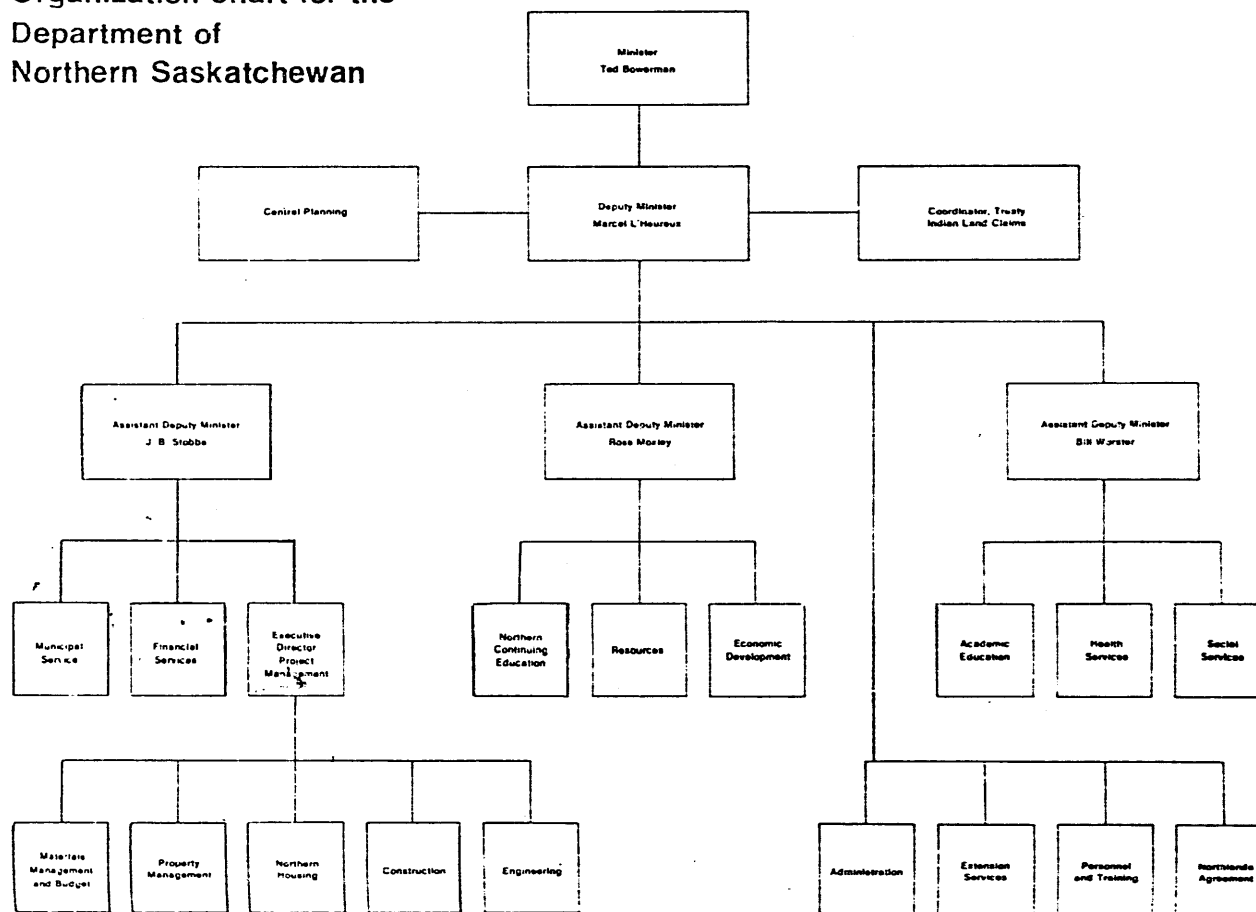 Organization Chart for the
Department of
Northern Saskatchewan
Minister
Ted Bowerman
Central Planning
Deputy Minister
Marcel L'Heureux
Coordinator, Treaty
Indian Land Claims
Assistant Deputy Minister
J. B. Stobbe
Assistant Deputy Minister
Ross Moxley
Assistant Deputy Minister
Bill Worster
Municipal
Service
Financial
Services
Executive
Director
Project
Management
Northern
Continuing
Education
Resources
Economic
Development
Academic
Education
Health
Services
Social
Services
Materials
Management
and Budget
Property
Management
Northern
Housing
Construction
Engineering
Administration
Extension
Services
Personnel
and Training
Northlands
Agreement